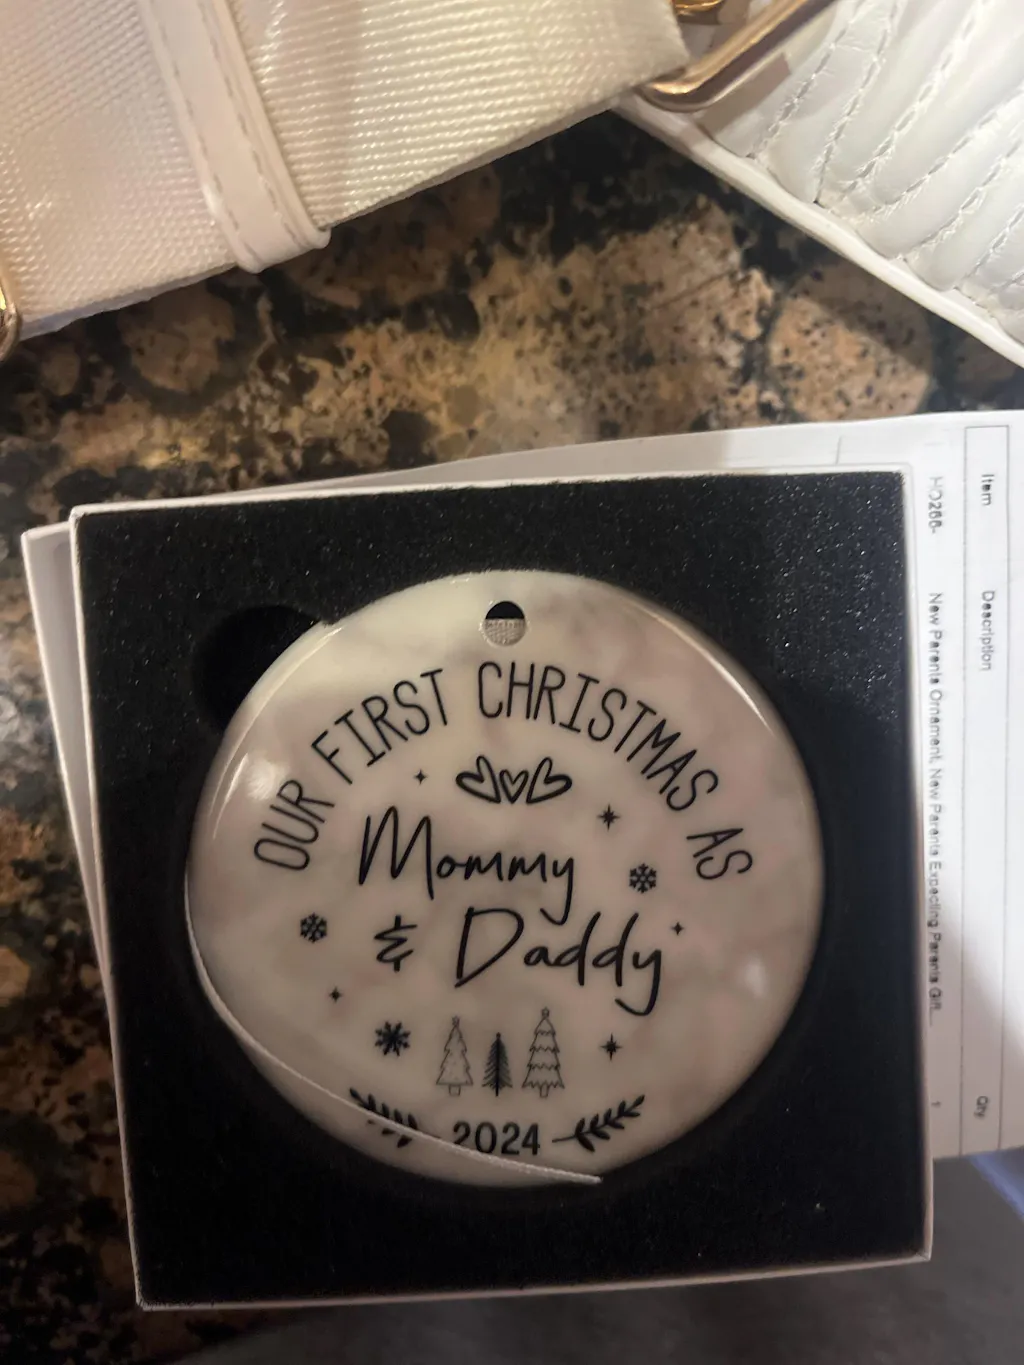 OUR FIRST CHRISTMAS AS
Mommy
& Daddy
2024
Item
Description
Qty
HO266-
New Parents Ornament, New Parents Expecting Parents Gift...
1